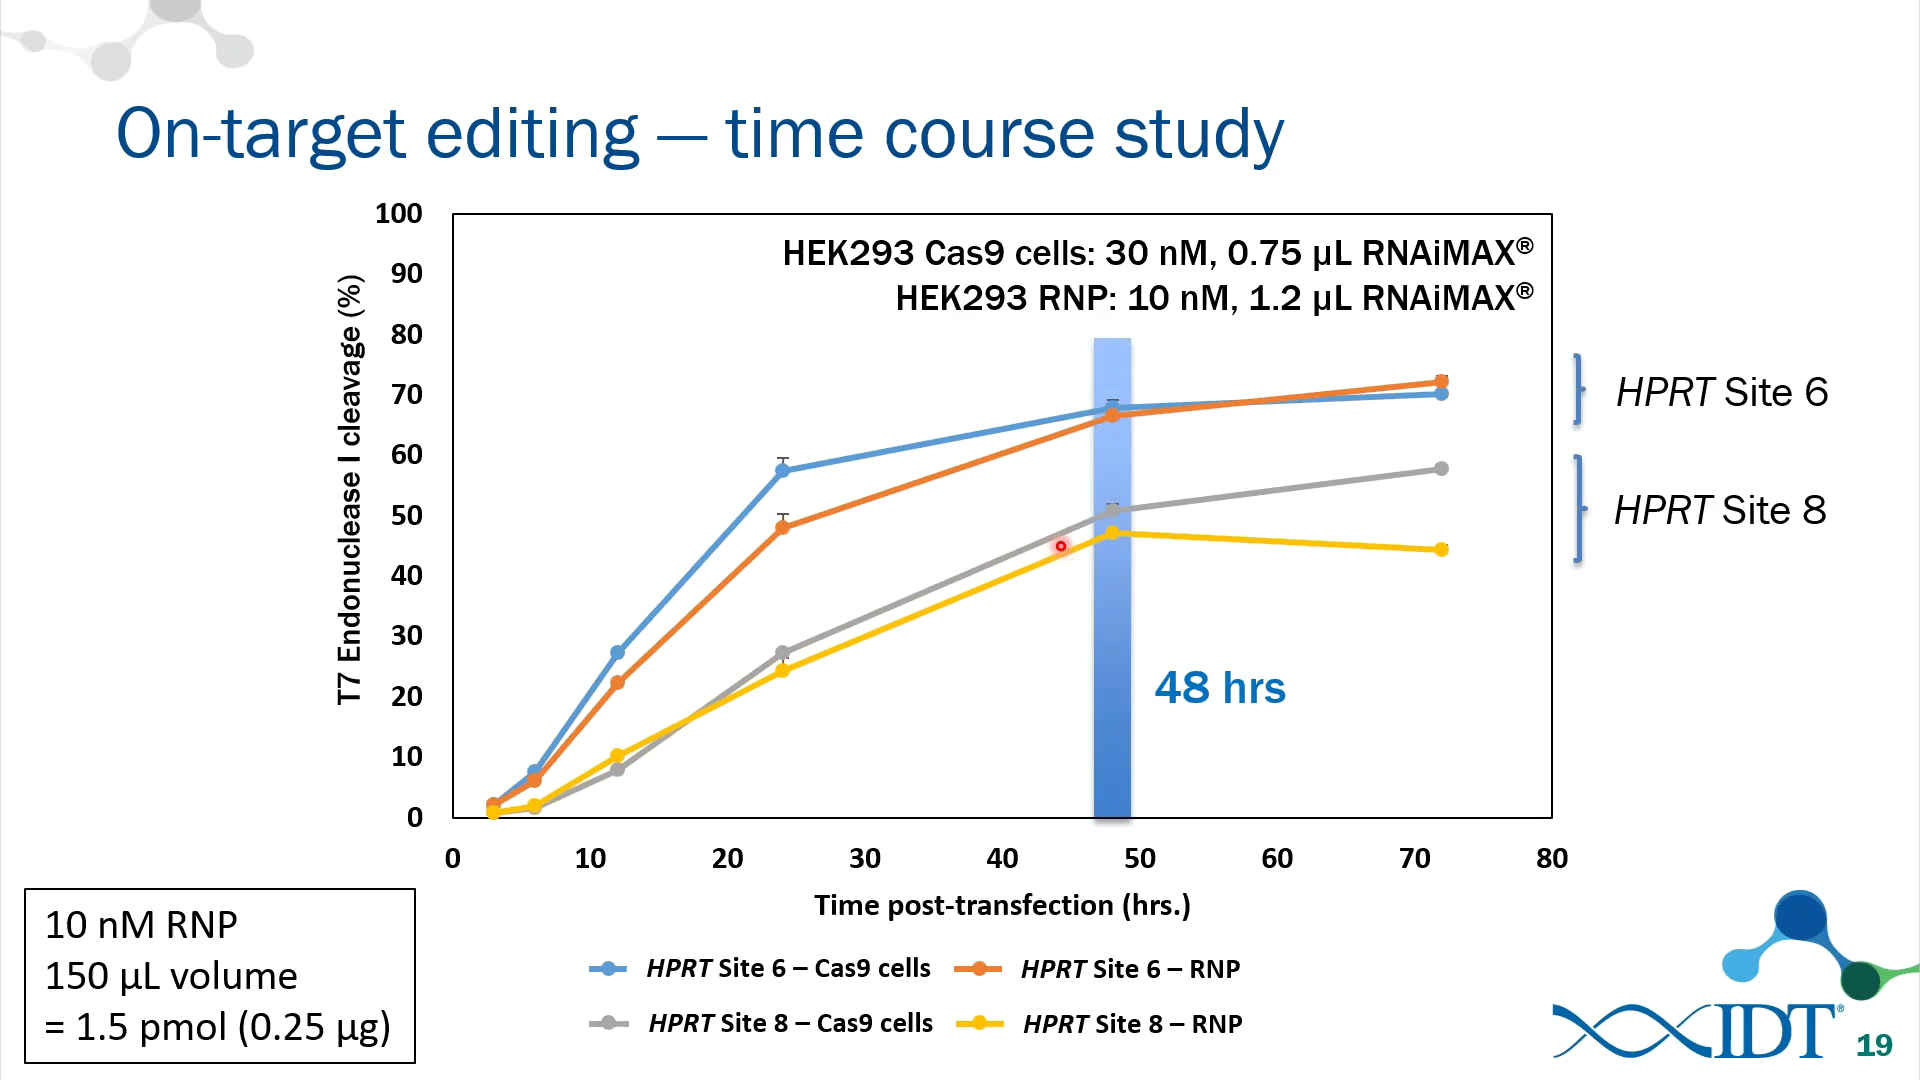 On-target editing — time course study
HEK293 Cas9 cells: 30 nM, 0.75 µL RNAiMAX®
HEK293 RNP: 10 nM, 1.2 µL RNAiMAX®
T7 Endonuclease I cleavage (%)
100
90
80
70
60
50
40
30
20
10
0
HPRT Site 6
HPRT Site 8
48 hrs
0 10 20 30 40 50 60 70 80
Time post-transfection (hrs.)
HPRT Site 6 – Cas9 cells HPRT Site 6 – RNP
HPRT Site 8 – Cas9 cells HPRT Site 8 – RNP
10 nM RNP
150 µL volume
= 1.5 pmol (0.25 µg)
IDT®
19